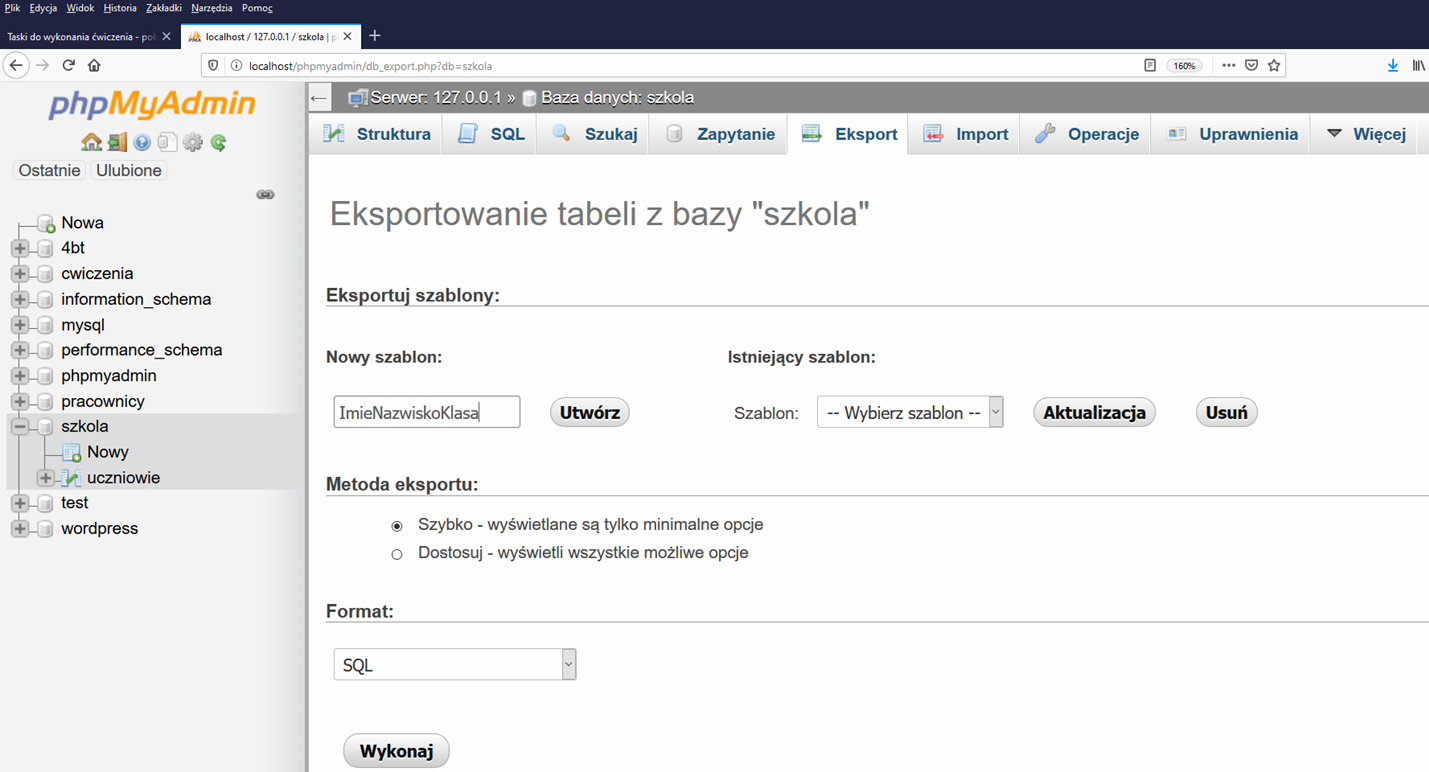 Plik Edycja Widok Historia Zakładki Narzędzia Pomoc
Taski do wykonania ćwiczenia - po localhost / 127.0.0.1 / szkola | p
localhost/phpmyadmin/db_export.php?db=szkola 160%
phpMyAdmin
Ostatnie Ulubione
Nowa
4bt
cwiczenia
information_schema
mysql
performance_schema
phpmyadmin
pracownicy
szkola
Nowy
uczniowie
test
wordpress
Serwer: 127.0.0.1 » Baza danych: szkola
Struktura SQL Szukaj Zapytanie Eksport Import Operacje Uprawnienia Więcej
Eksportowanie tabeli z bazy "szkola"
Eksportuj szablony:
Nowy szablon: Istniejący szablon:
ImieNazwiskoKlasa Utwórz Szablon: -- Wybierz szablon -- Aktualizacja Usuń
Metoda eksportu:
Szybko - wyświetlane są tylko minimalne opcje
Dostosuj - wyświetli wszystkie możliwe opcje
Format:
SQL
Wykonaj